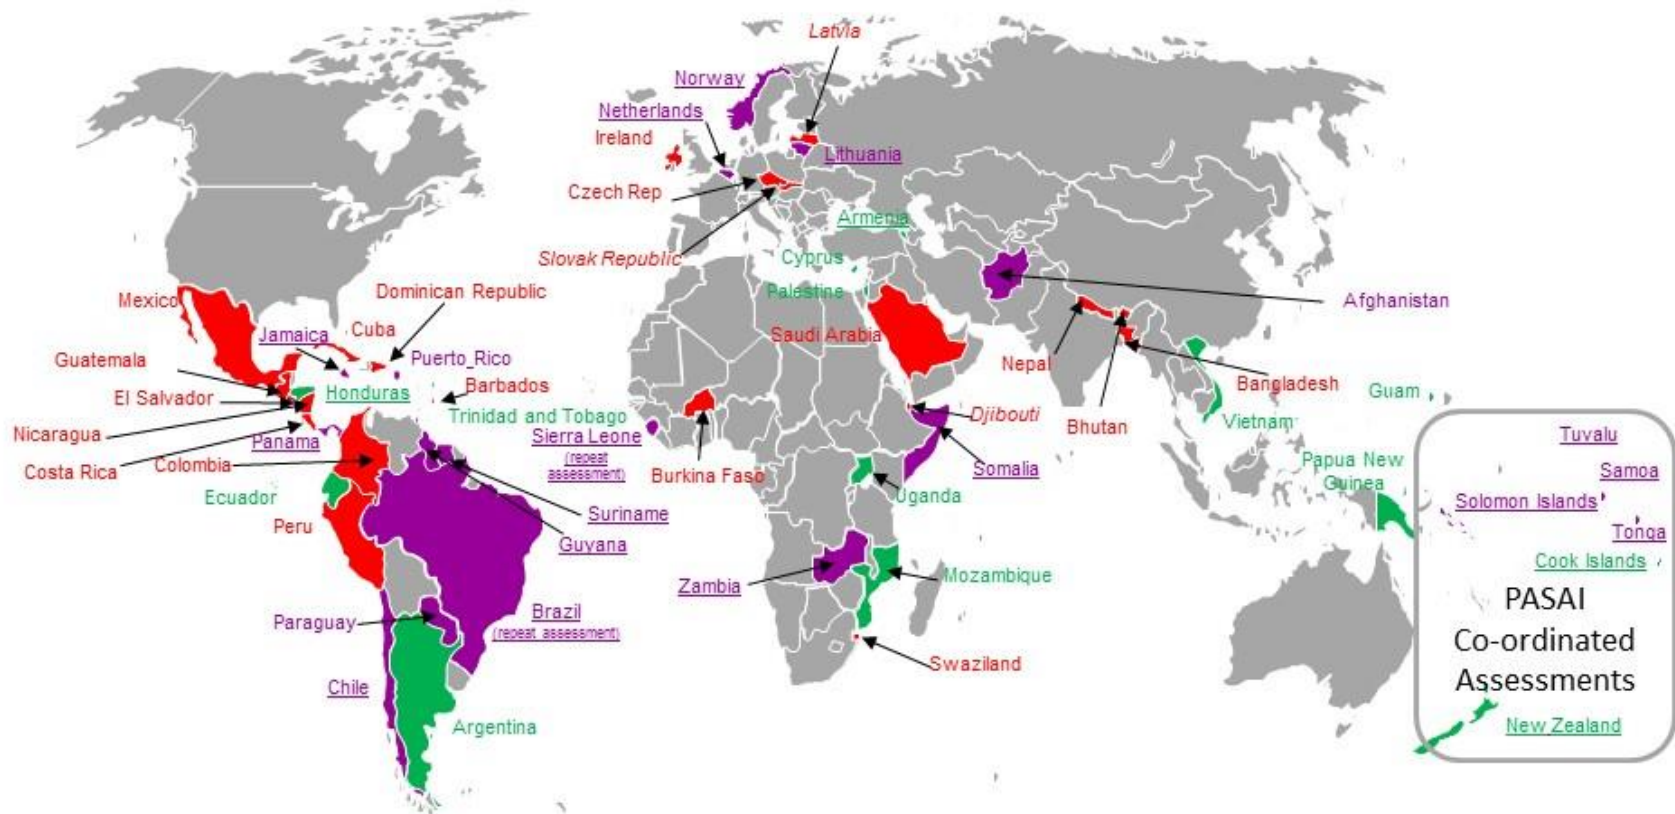 Latvia
Norway
Netherlands
Ireland
Lithuania
Czech Rep
Armenia
Slovak Republic
Cyprus
Palestine
Afghanistan
Mexico
Dominican Republic
Cuba
Jamaica
Saudi Arabia
Guatemala
Puerto Rico
Nepal
Bangladesh
El Salvador
Honduras
Barbados
Guam
Trinidad and Tobago
Djibouti
Bhutan
Vietnam
Nicaragua
Panama
Sierra Leone
(repeat
assessment)
Tuvalu
Costa Rica
Colombia
Burkina Faso
Somalia
Papua New
Guinea
Samoa
Ecuador
Uganda
Solomon Islands
Peru
Suriname
Guyana
Tonga
Cook Islands
Zambia
Mozambique
Paraguay
Brazil
(repeat assessment)
PASAI
Co-ordinated
Assessments
Swaziland
Chile
Argentina
New Zealand